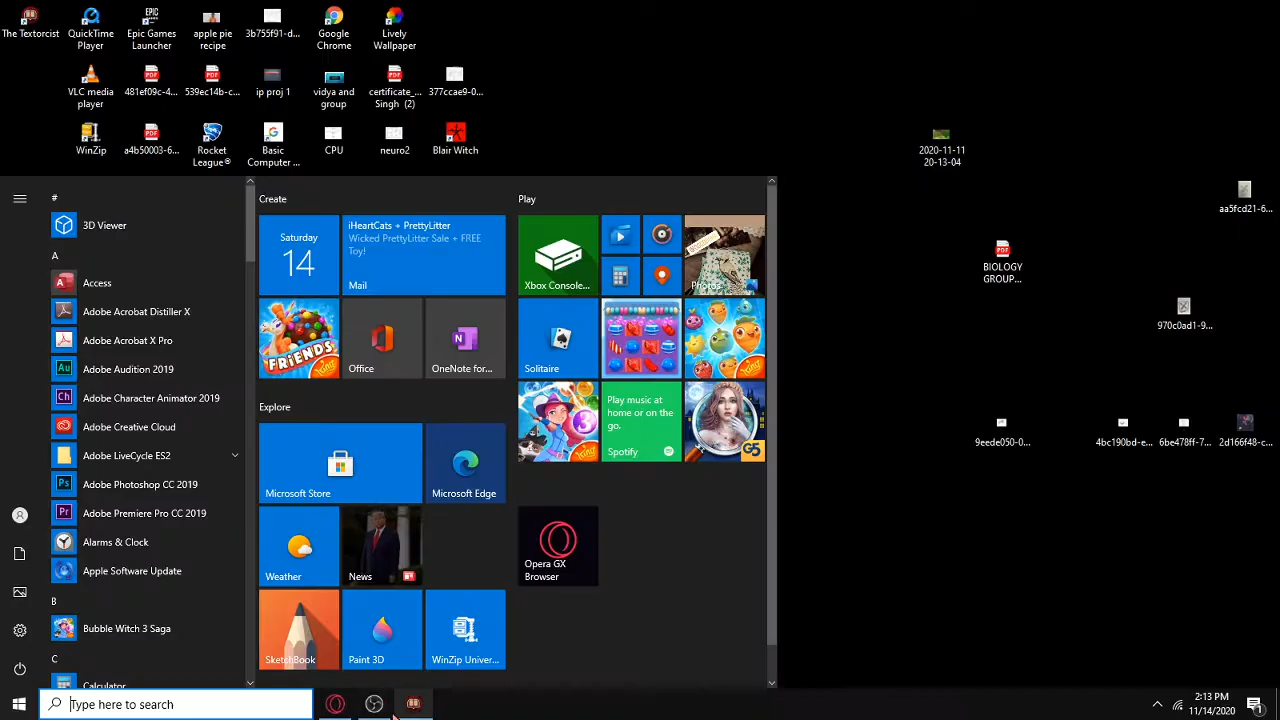 The Textorcist
QuickTime
Player
Epic Games
Launcher
apple pie
recipe
3b755f91-d...
Google
Chrome
Lively
Wallpaper
VLC media
player
481ef09c-4...
539ec14b-c...
ip proj 1
vidya and
group
certificate_...
Singh (2)
377ccae9-0...
WinZip
a4b50003-6...
Rocket
League®
Basic
Computer ...
CPU
neuro2
Blair Witch
2020-11-11
20-13-04
aa5fcd21-6...
BIOLOGY
GROUP...
970c0ad1-9...
9eede050-0...
4bc190bd-e...
6be478ff-7...
2d166f48-c...
#
3D Viewer
A
Access
Adobe Acrobat Distiller X
Adobe Acrobat X Pro
Adobe Audition 2019
Adobe Character Animator 2019
Adobe Creative Cloud
Adobe LiveCycle ES2
Adobe Photoshop CC 2019
Adobe Premiere Pro CC 2019
Alarms & Clock
Apple Software Update
B
Bubble Witch 3 Saga
C
Calculator
Create
Saturday
14
iHeartCats + PrettyLitter
Wicked PrettyLitter Sale + FREE
Toy!
Mail
FRIENDS
King
Office
OneNote for...
Explore
Microsoft Store
Microsoft Edge
Weather
News
SketchBook
Paint 3D
WinZip Univer...
Play
Xbox Console...
Photos
Solitaire
King
King
3
King
Play music at
home or on the
go.
Spotify
G5
Opera GX
Browser
Type here to search
2:13 PM
11/14/2020
1